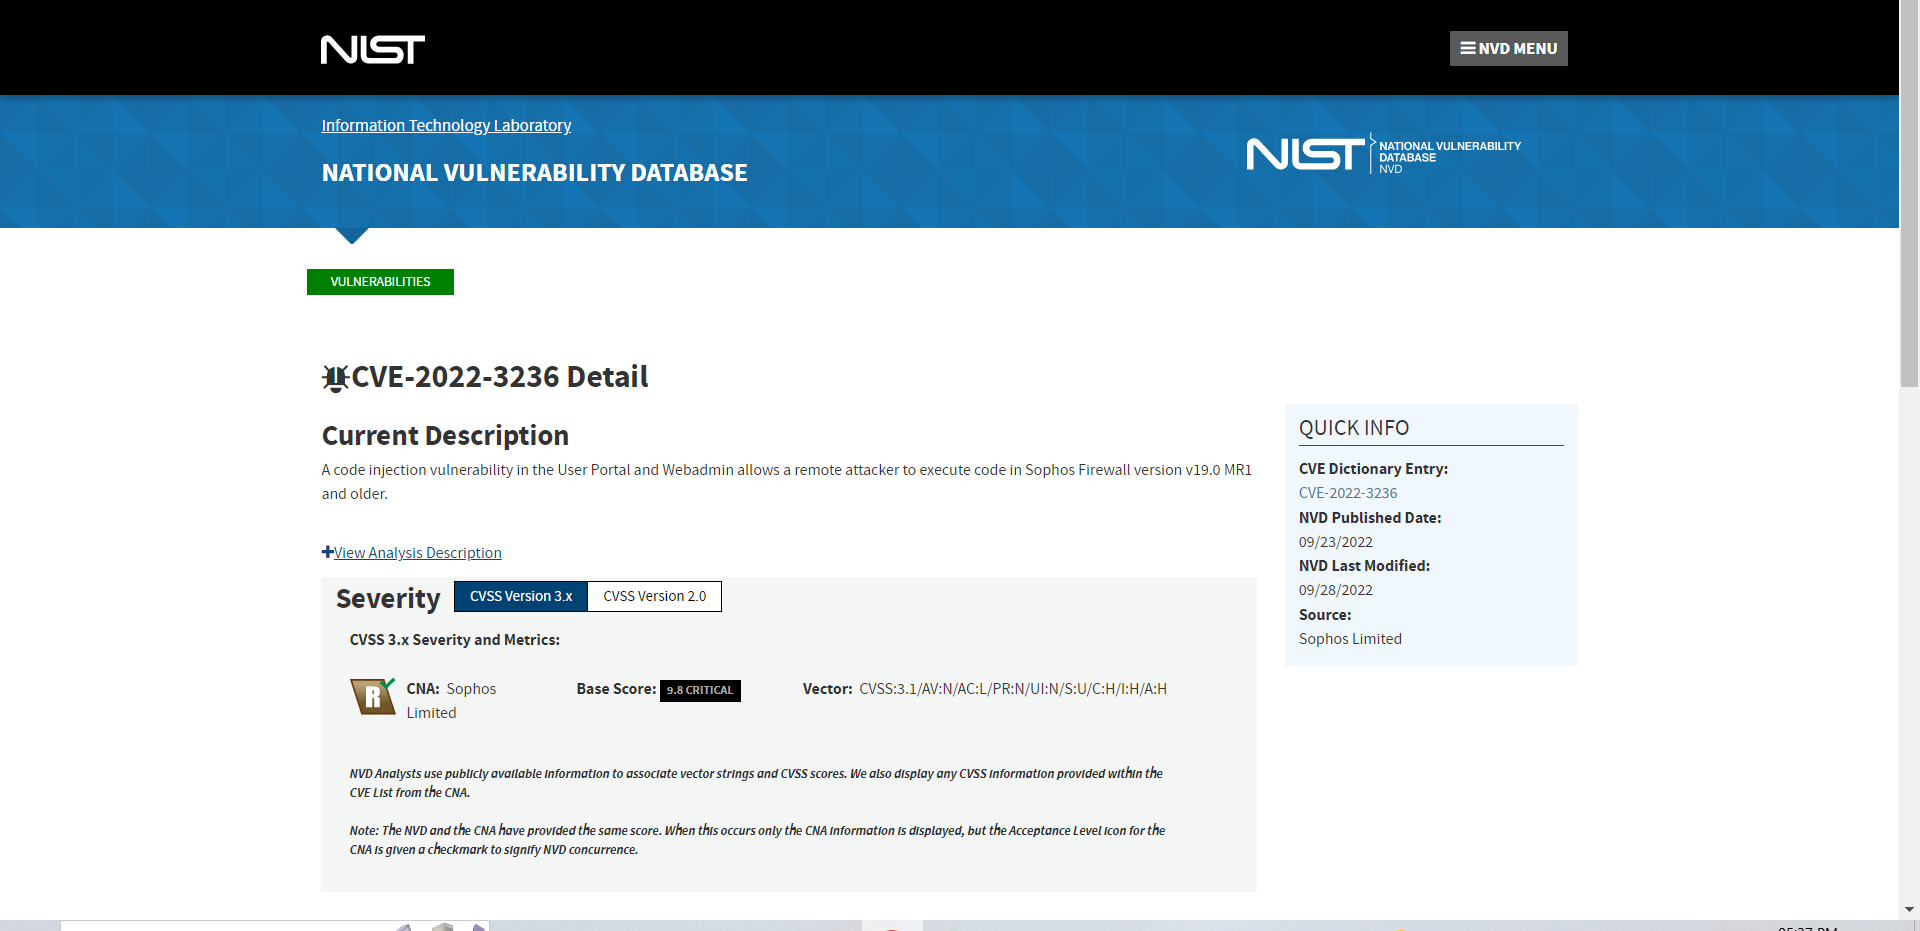 NIST
NVD MENU
Information Technology Laboratory
NATIONAL VULNERABILITY DATABASE
NIST
NATIONAL VULNERABILITY
DATABASE
NVD
VULNERABILITIES
CVE-2022-3236 Detail
Current Description
A code injection vulnerability in the User Portal and Webadmin allows a remote attacker to execute code in Sophos Firewall version v19.0 MR1
and older.
View Analysis Description
Severity
CVSS Version 3.x
CVSS Version 2.0
CVSS 3.x Severity and Metrics:
R
CNA: Sophos
Limited
Base Score: 9.8 CRITICAL
Vector: CVSS:3.1/AV:N/AC:L/PR:N/UI:N/S:U/C:H/I:H/A:H
NVD Analysts use publicly available information to associate vector strings and CVSS scores. We also display any CVSS information provided within the
CVE List from the CNA.
Note: The NVD and the CNA have provided the same score. When this occurs only the CNA information is displayed, but the Acceptance Level icon for the
CNA is given a checkmark to signify NVD concurrence.
QUICK INFO
CVE Dictionary Entry:
CVE-2022-3236
NVD Published Date:
09/23/2022
NVD Last Modified:
09/28/2022
Source:
Sophos Limited